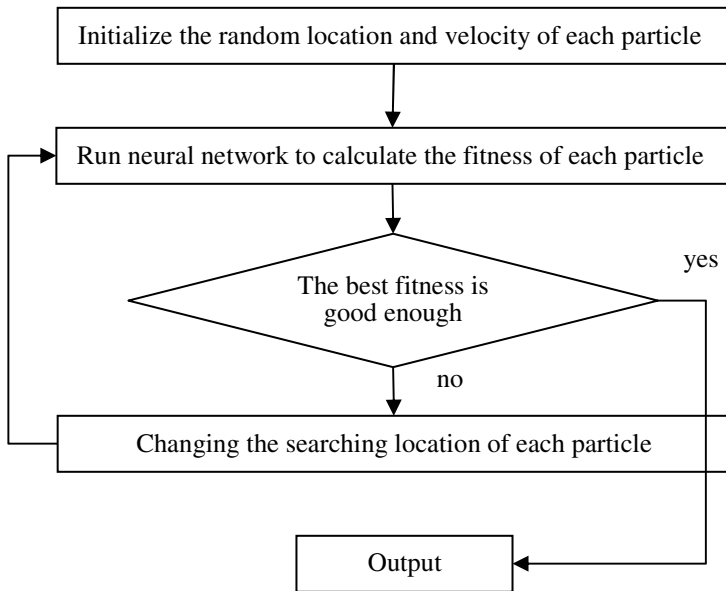 Initialize the random location and velocity of each particle
Run neural network to calculate the fitness of each particle
The best fitness is
good enough
yes
no
Changing the searching location of each particle
Output